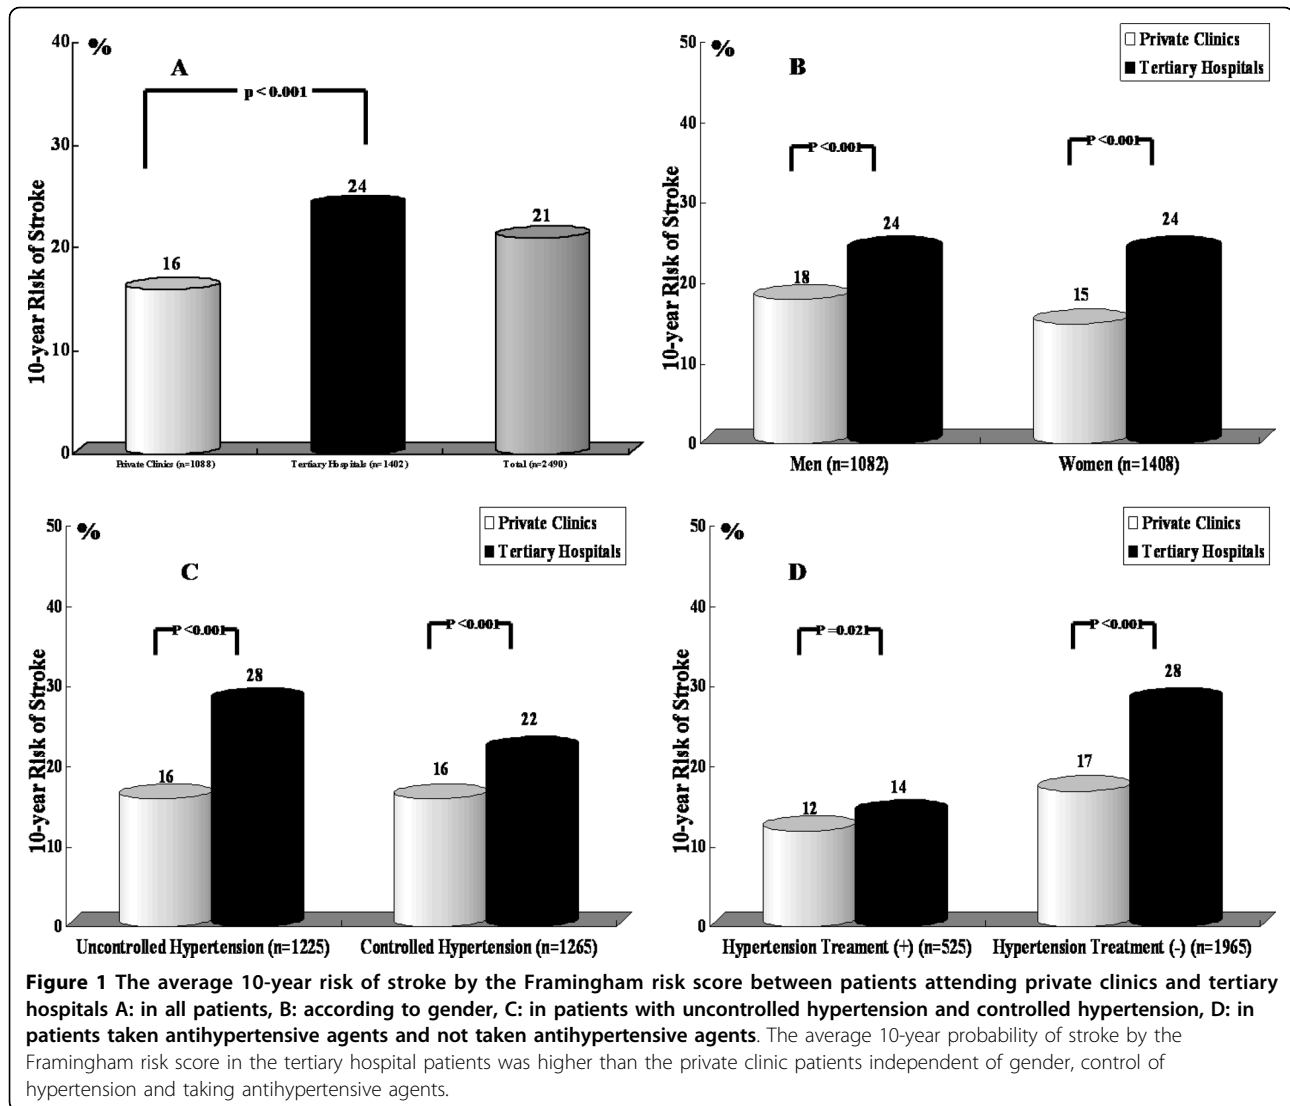 %
40
A
p < 0.001
30
24
21
20
16
10
0
10-year Risk of Stroke
Private Clinics (n=1088) Tertiary Hospitals (n=1402) Total (n=2490)
50
%
Private Clinics
Tertiary Hospitals
B
40
P <0.001 P <0.001
30
24 24
20
18 15
10
0
10-year Risk of Stroke
Men (n=1082) Women (n=1408)
50
%
Private Clinics
Tertiary Hospitals
C
40
P <0.001 P <0.001
30
28
22
20
16 16
10
0
10-year Risk of Stroke
Uncontrolled Hypertension (n=1225) Controlled Hypertension (n=1265)
50
%
Private Clinics
Tertiary Hospitals
D
40
P =0.021 P <0.001
30
28
20
17
12 14
10
0
10-year Risk of Stroke
Hypertension Treament (+) (n=525) Hypertension Treatment (-) (n=1965)
Figure 1 The average 10-year risk of stroke by the Framingham risk score between patients attending private clinics and tertiary
hospitals A: in all patients, B: according to gender, C: in patients with uncontrolled hypertension and controlled hypertension, D: in
patients taken antihypertensive agents and not taken antihypertensive agents. The average 10-year probability of stroke by the
Framingham risk score in the tertiary hospital patients was higher than the private clinic patients independent of gender, control of
hypertension and taking antihypertensive agents.